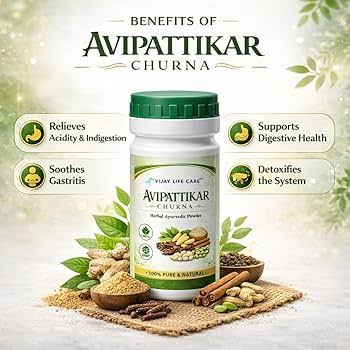 BENEFITS OF
AVIPATTIKAR
CHURNA
Relieves
Acidity & Indigestion
Supports
Digestive Health
Soothes
Gastritis
Detoxifies
the System
VIJAY LIFE CARE
AVIPATTIKAR
CHURNA
Herbal Ayurvedic Powder
• 100% PURE & NATURAL •